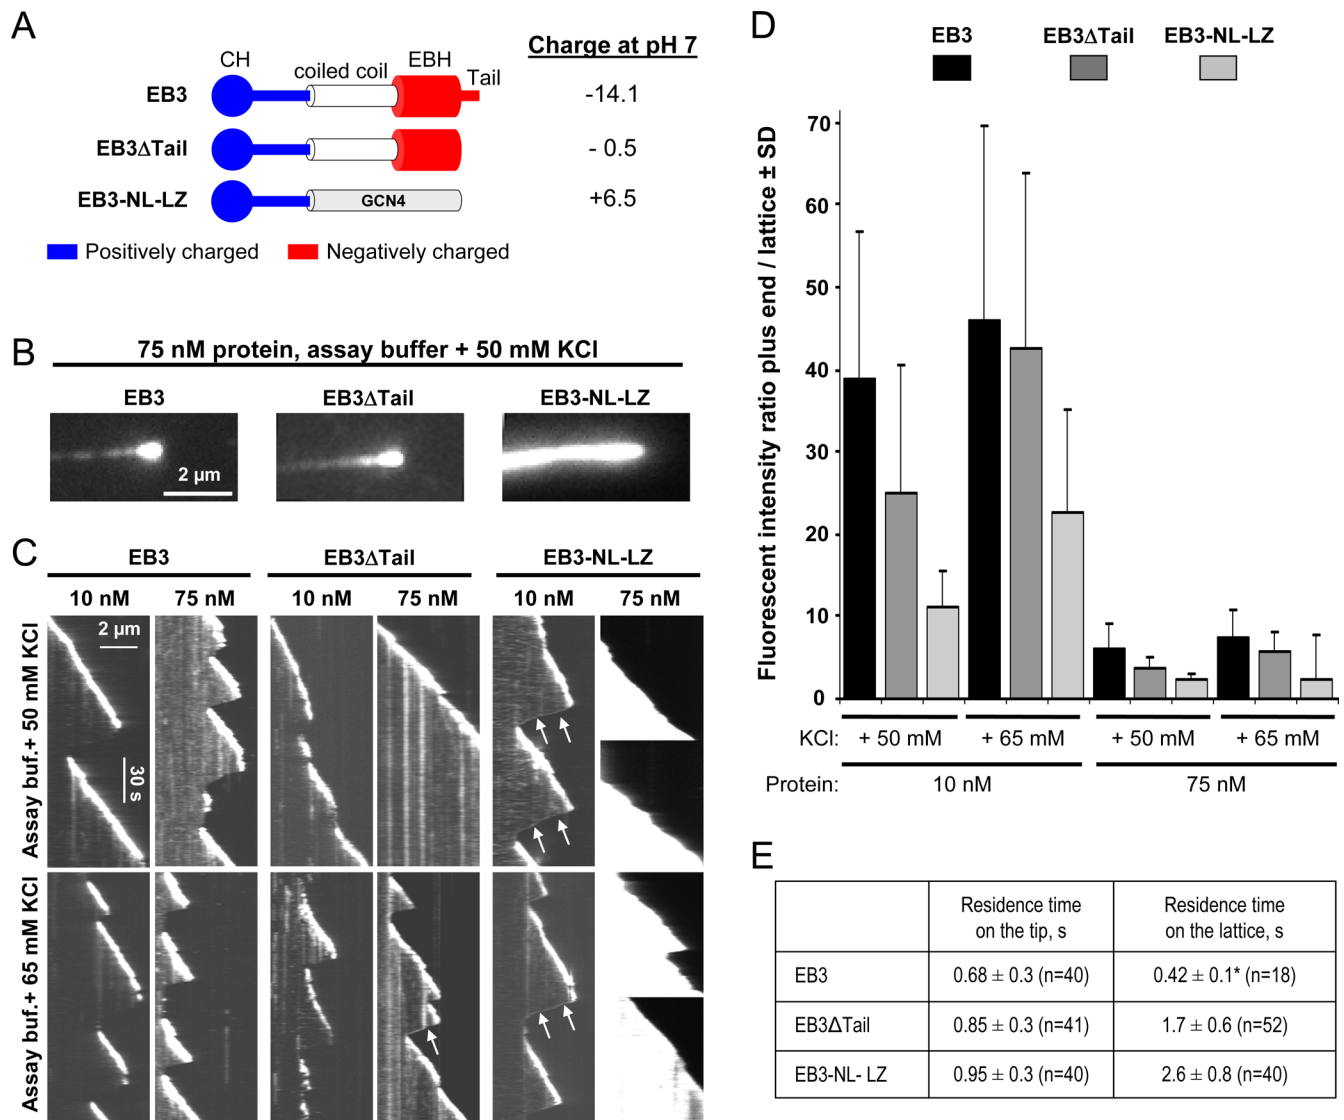 A
Charge at pH 7
CH
coiled coil
EBH
Tail
EB3
-14.1
EB3ΔTail
- 0.5
EB3-NL-LZ
GCN4
+6.5
Positively charged
Negatively charged
B
75 nM protein, assay buffer + 50 mM KCl
EB3
EB3ΔTail
EB3-NL-LZ
2 μm
C
EB3
EB3ΔTail
EB3-NL-LZ
10 nM
75 nM
10 nM
75 nM
10 nM
75 nM
Assay buf.+ 50 mM KCl
2 μm
30 s
Assay buf.+ 65 mM KCl
D
EB3
EB3ΔTail
EB3-NL-LZ
Fluorescent intensity ratio plus end / lattice ± SD
70
60
50
40
30
20
10
0
KCl:
+ 50 mM
+ 65 mM
+ 50 mM
+ 65 mM
Protein:
10 nM
75 nM
E
Residence time on the tip, s
Residence time on the lattice, s
EB3
0.68 ± 0.3 (n=40)
0.42 ± 0.1* (n=18)
EB3ΔTail
0.85 ± 0.3 (n=41)
1.7 ± 0.6 (n=52)
EB3-NL- LZ
0.95 ± 0.3 (n=40)
2.6 ± 0.8 (n=40)